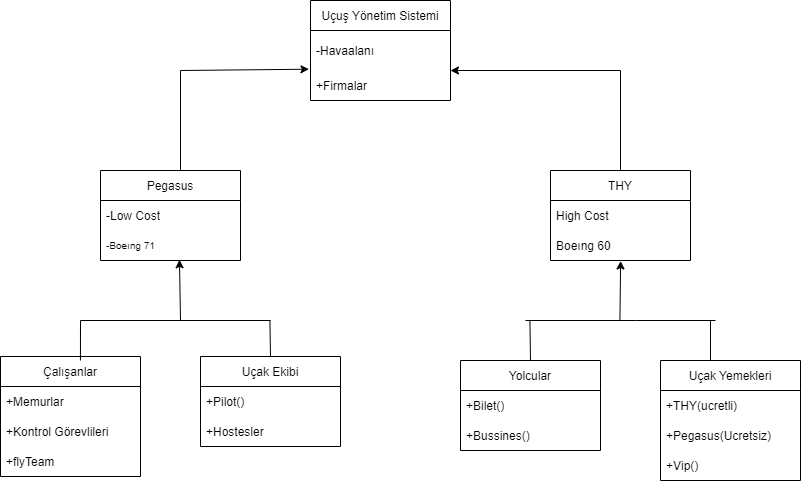 Uçuş Yönetim Sistemi
-Havaalanı
+Firmalar
Pegasus
-Low Cost
-Boeıng 71
THY
High Cost
Boeıng 60
Çalışanlar
+Memurlar
+Kontrol Görevlileri
+flyTeam
Uçak Ekibi
+Pilot()
+Hostesler
Yolcular
+Bilet()
+Bussines()
Uçak Yemekleri
+THY(ucretli)
+Pegasus(Ucretsiz)
+Vip()